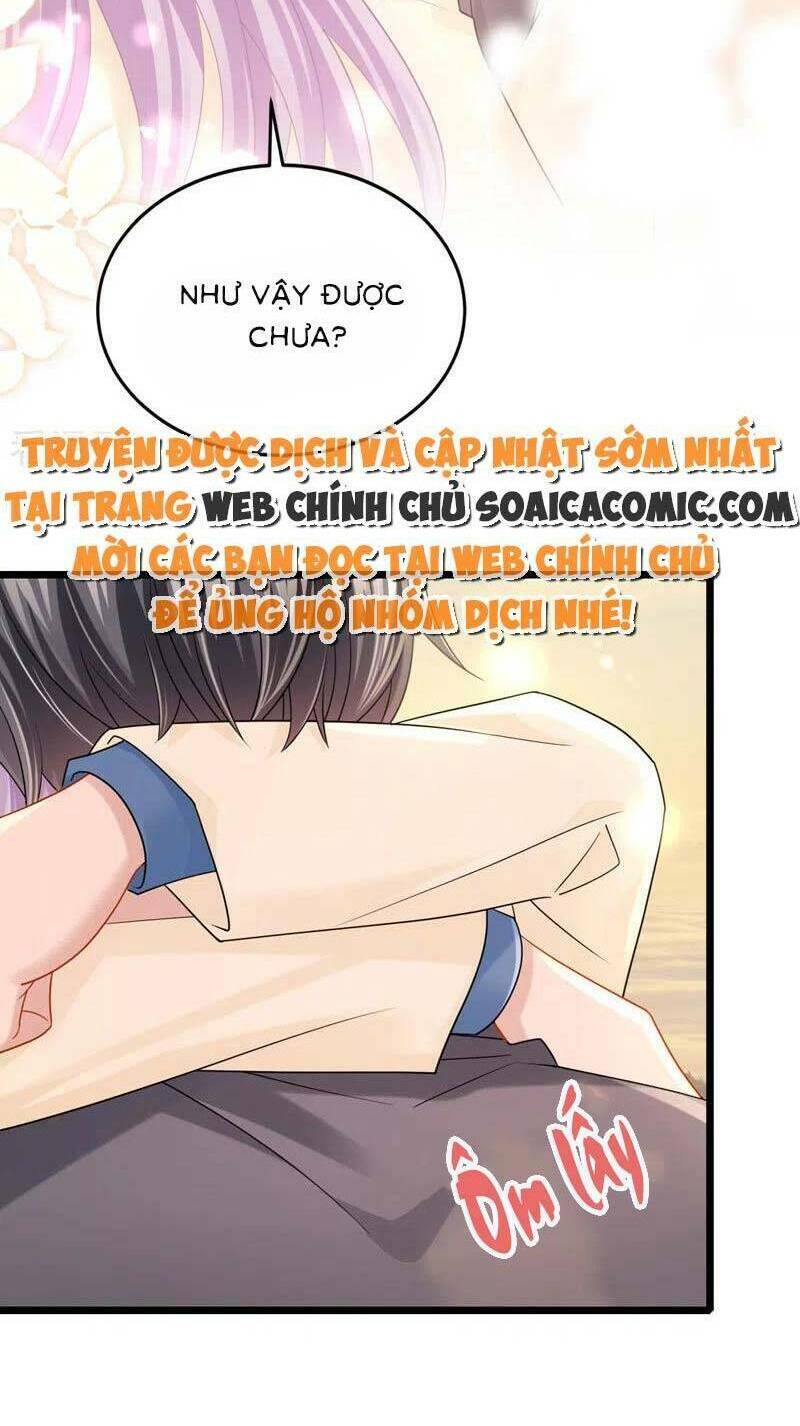 NHƯ VẬY ĐƯỢC
CHƯA?
TRUYỆN ĐƯỢC DỊCH VÀ CẬP NHẬT SỚM NHẤT
TẠI TRANG WEB CHÍNH CHỦ SOAICACOMIC.COM
MỜI CÁC BẠN ĐỌC TẠI WEB CHÍNH CHỦ
ĐỂ ỦNG HỘ NHÓM DỊCH NHÉ!
ÔM LẤY